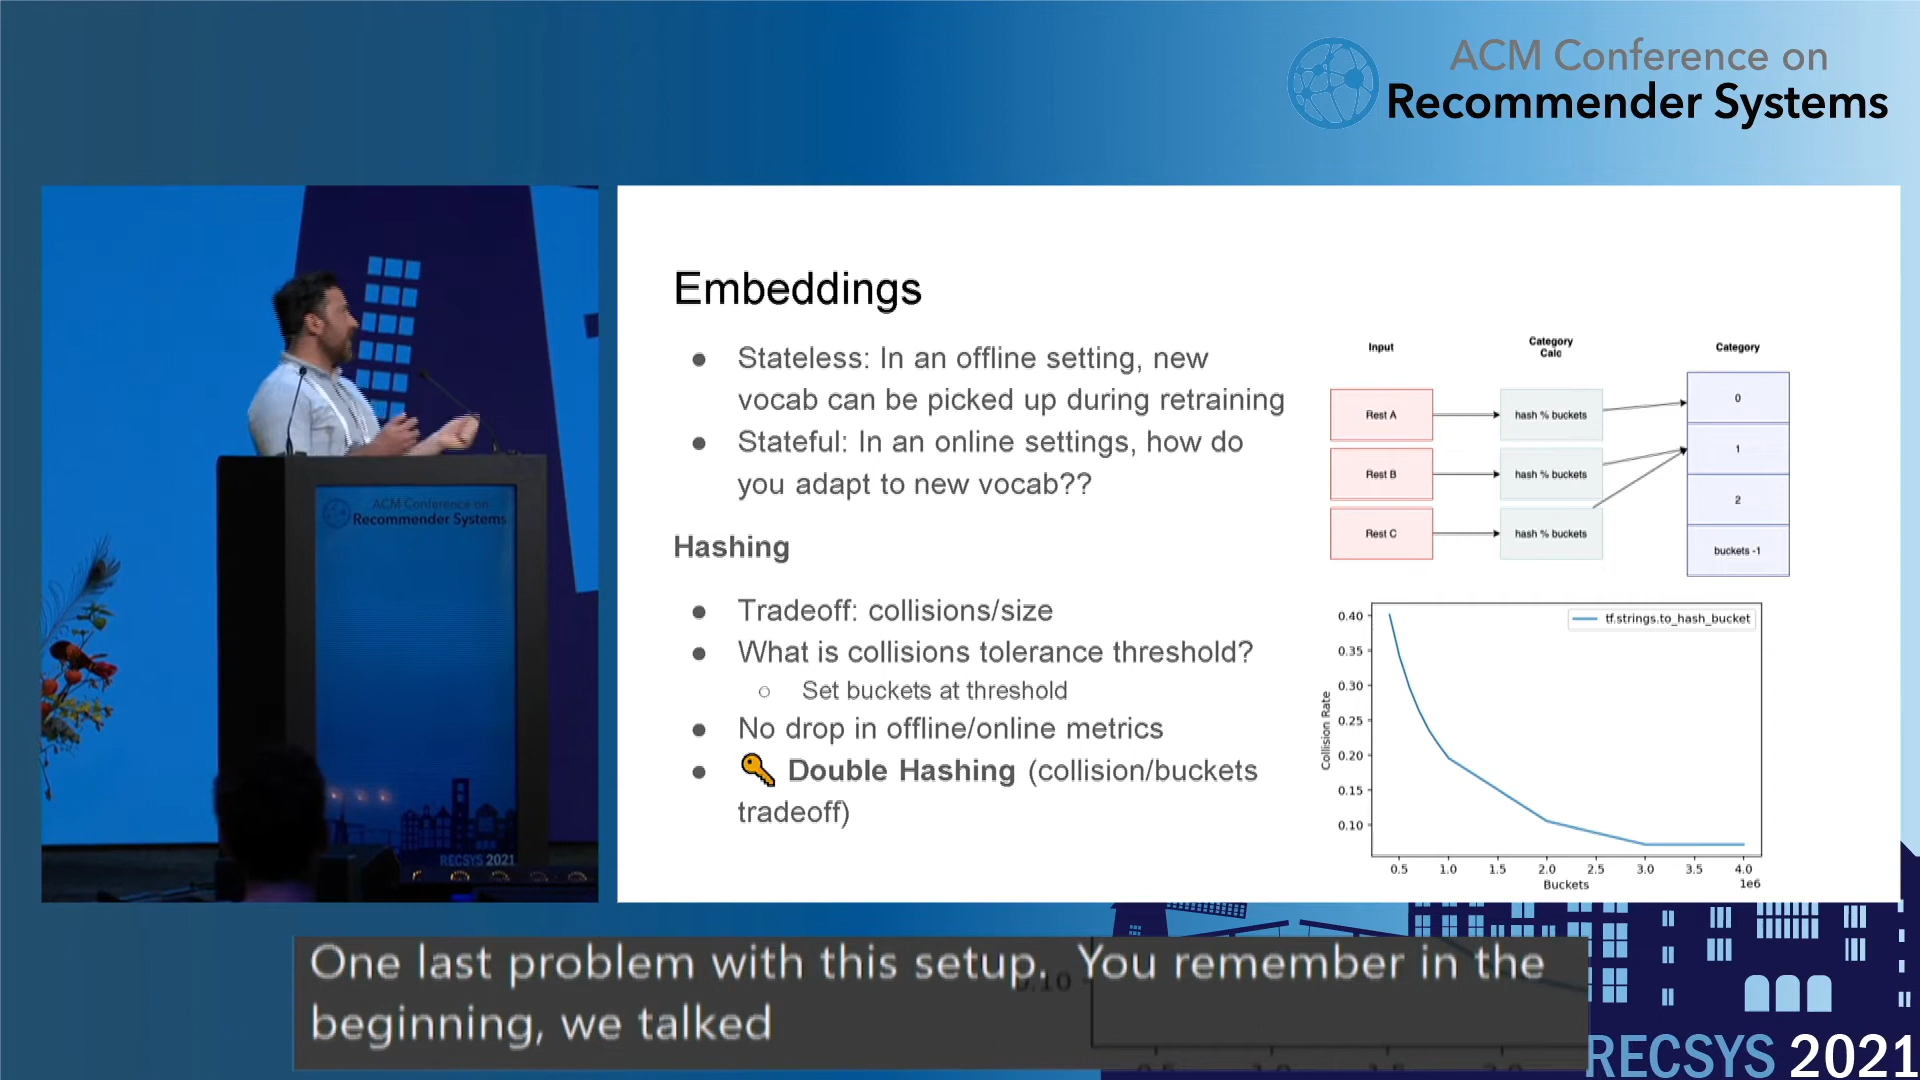 ACM Conference on
Recommender Systems
ACM Conference on
Recommender Systems
RECSYS 2021
Embeddings
● Stateless: In an offline setting, new
vocab can be picked up during retraining
● Stateful: In an online settings, how do
you adapt to new vocab??
Hashing
● Tradeoff: collisions/size
● What is collisions tolerance threshold?
○ Set buckets at threshold
● No drop in offline/online metrics
● 🔑 Double Hashing (collision/buckets
tradeoff)
Input
Category
Calc
Category
Rest A
hash % buckets
0
Rest B
hash % buckets
1
Rest C
hash % buckets
2
buckets -1
tf.strings.to_hash_bucket
Collision Rate
0.40
0.35
0.30
0.25
0.20
0.15
0.10
0.5 1.0 1.5 2.0 2.5 3.0 3.5 4.0
Buckets
1e6
One last problem with this setup. You remember in the
beginning, we talked
0.10
RECSYS 2021